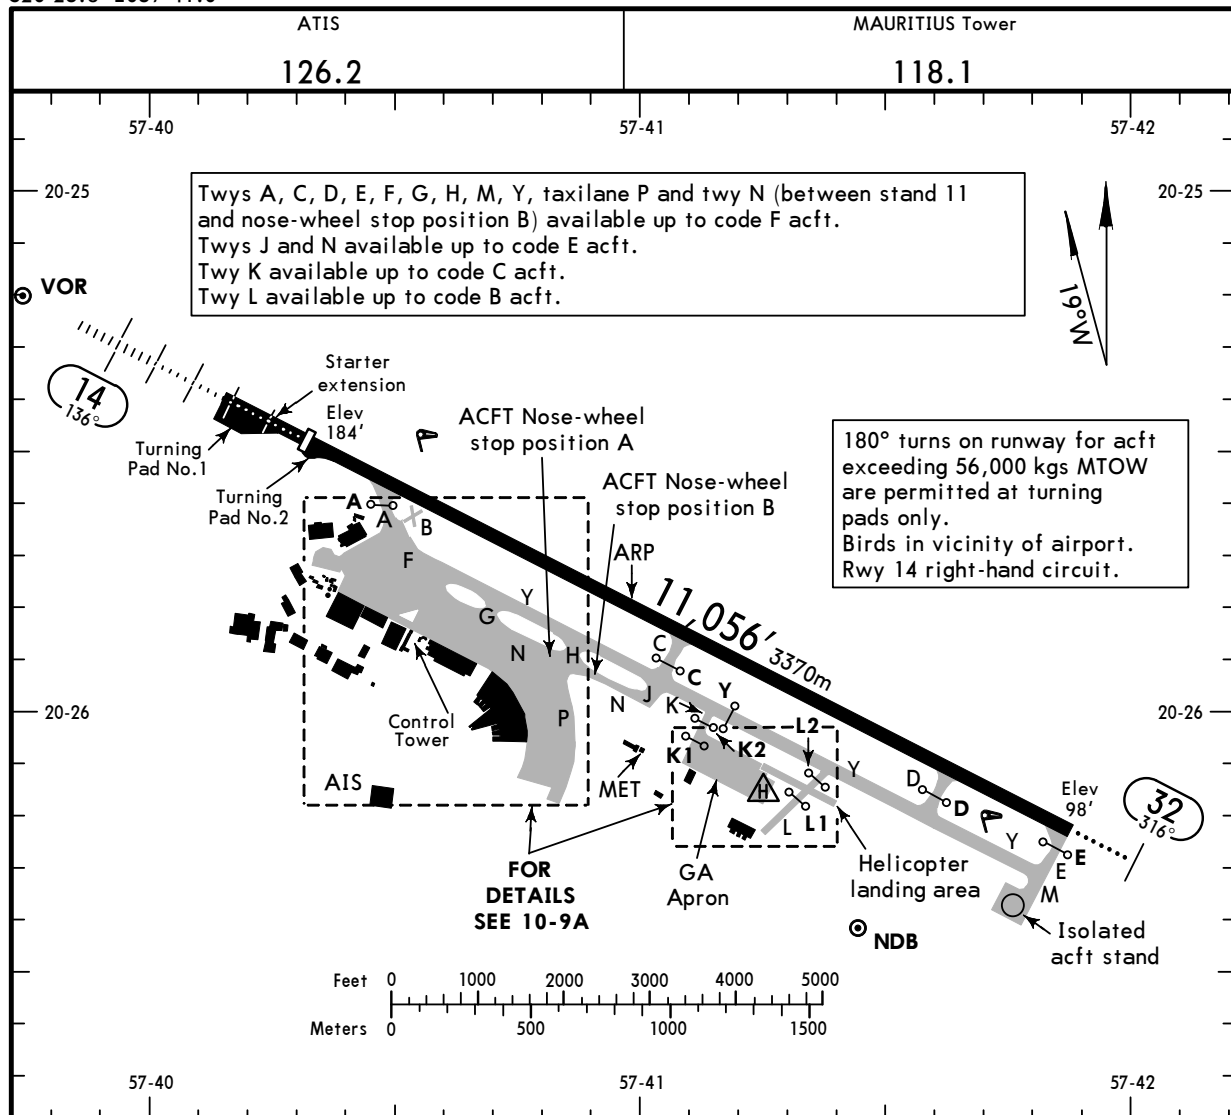 ATIS
MAURITIUS Tower
126.2
118.1
57-40
57-41
57-42
20-25
20-25
Twys A, C, D, E, F, G, H, M, Y, taxilane P and twy N (between stand 11
and nose-wheel stop position B) available up to code F acft.
Twys J and N available up to code E acft.
Twy K available up to code C acft.
Twy L available up to code B acft.
VOR
19°W
14
136°
Starter
extension
Elev
184'
Turning
Pad No.1
Turning
Pad No.2
ACFT Nose-wheel
stop position A
ACFT Nose-wheel
stop position B
180° turns on runway for acft
exceeding 56,000 kgs MTOW
are permitted at turning
pads only.
Birds in vicinity of airport.
Rwy 14 right-hand circuit.
A
A
B
F
ARP
11,056' 3370m
Y
G
N
H
C
C
J
N
K
Y
P
K1
K2
L2
20-26
20-26
Control
Tower
AIS
MET
H
Y
D
D
L
L1
Elev
98'
32
316°
Y
E
E
M
FOR
DETAILS
SEE 10-9A
GA
Apron
Helicopter
landing area
NDB
Isolated
acft stand
Feet 0 1000 2000 3000 4000 5000
Meters 0 500 1000 1500
57-40
57-41
57-42